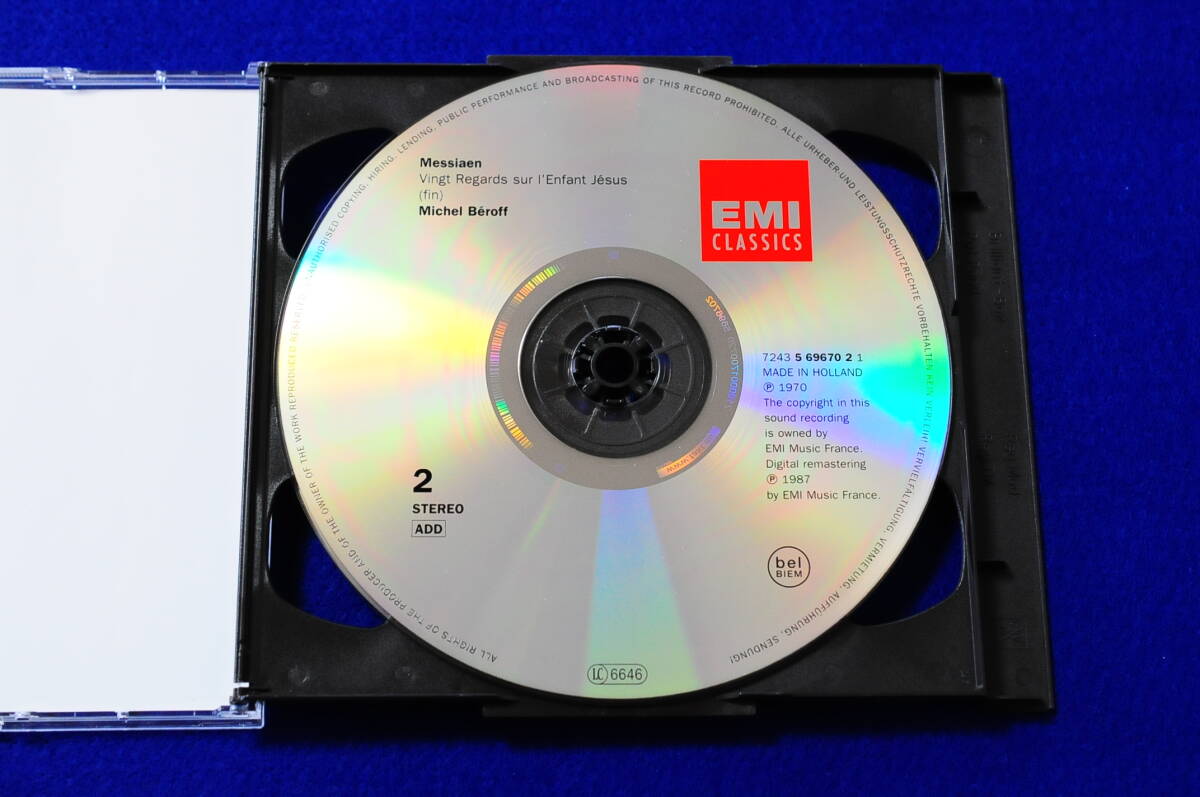 Messiaen
Vingt Regards sur l'Enfant Jésus
(fin)
Michel Béroff
EMI
CLASSICS
7243 5 69670 2 1
MADE IN HOLLAND
℗ 1970
The copyright in this
sound recording
is owned by
EMI Music France.
Digital remastering
℗ 1987
by EMI Music France.
2
STEREO
ADD
bel
BIEM
LC 6646
ALL RIGHTS OF THE PRODUCER AND OF THE OWNER OF THE WORK REPRODUCED RESERVED. UNAUTHORISED COPYING, HIRING, LENDING, PUBLIC PERFORMANCE AND BROADCASTING OF THIS RECORD PROHIBITED. ALLE URHEBER-UND LEISTUNGSSCHUTZRECHTE VORBEHALTEN KEIN VERLEIH! VERVIELFALTIGUNG, VERMIETUNG, AUFFÜHRUNG, SENDUNG!